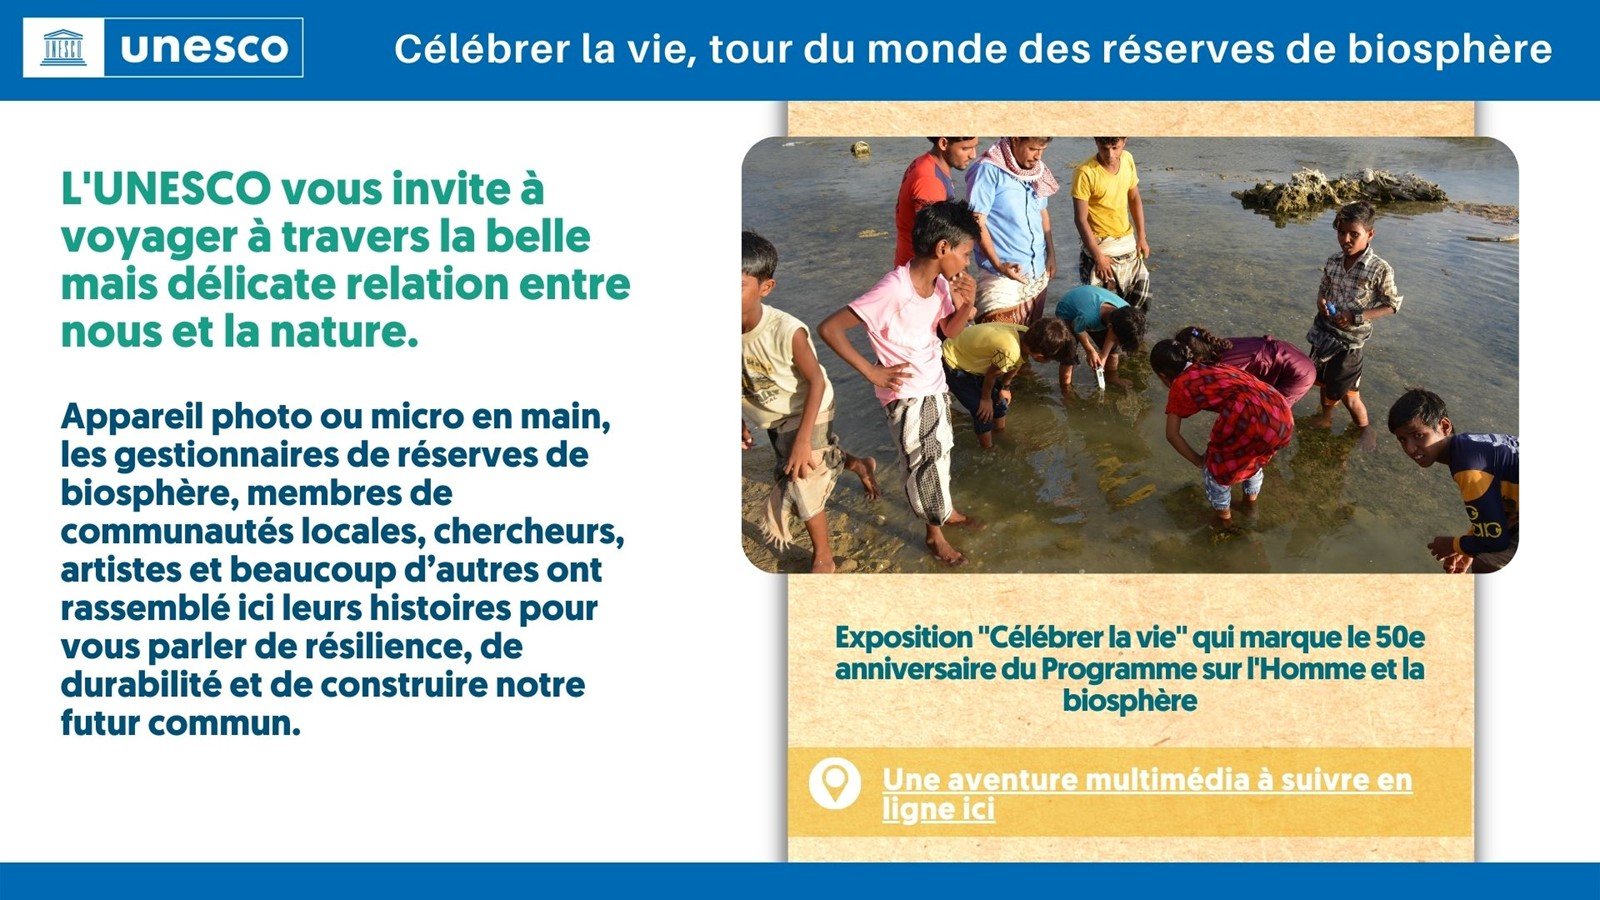 UNESCO
unesco
Célébrer la vie, tour du monde des réserves de biosphère
L'UNESCO vous invite à
voyager à travers la belle
mais délicate relation entre
nous et la nature.
Appareil photo ou micro en main,
les gestionnaires de réserves de
biosphère, membres de
communautés locales, chercheurs,
artistes et beaucoup d’autres ont
rassemblé ici leurs histoires pour
vous parler de résilience, de
durabilité et de construire notre
futur commun.
Exposition "Célébrer la vie" qui marque le 50e
anniversaire du Programme sur l'Homme et la
biosphère
Une aventure multimédia à suivre en
ligne ici